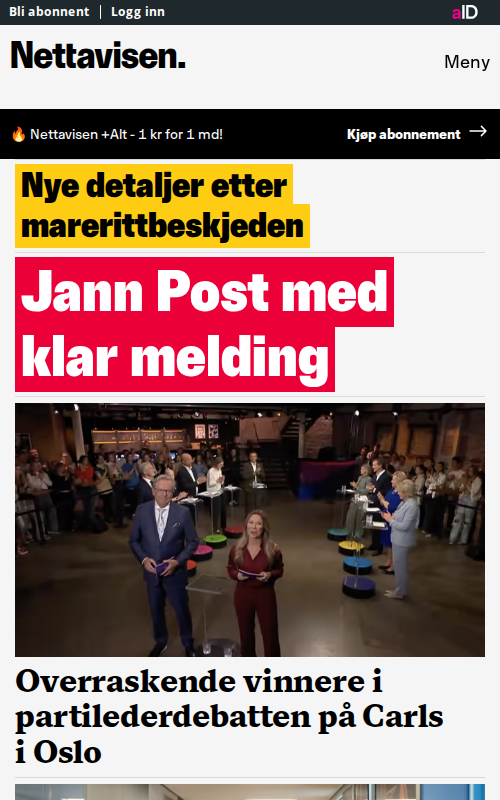 Bli abonnent | Logg inn
aID
Nettavisen.
Meny
🔥 Nettavisen +Alt - 1 kr for 1 md!
Kjøp abonnement →
Nye detaljer etter
marerittbeskjeden
Jann Post med
klar melding
Overraskende vinnere i
partilederdebatten på Carls
i Oslo